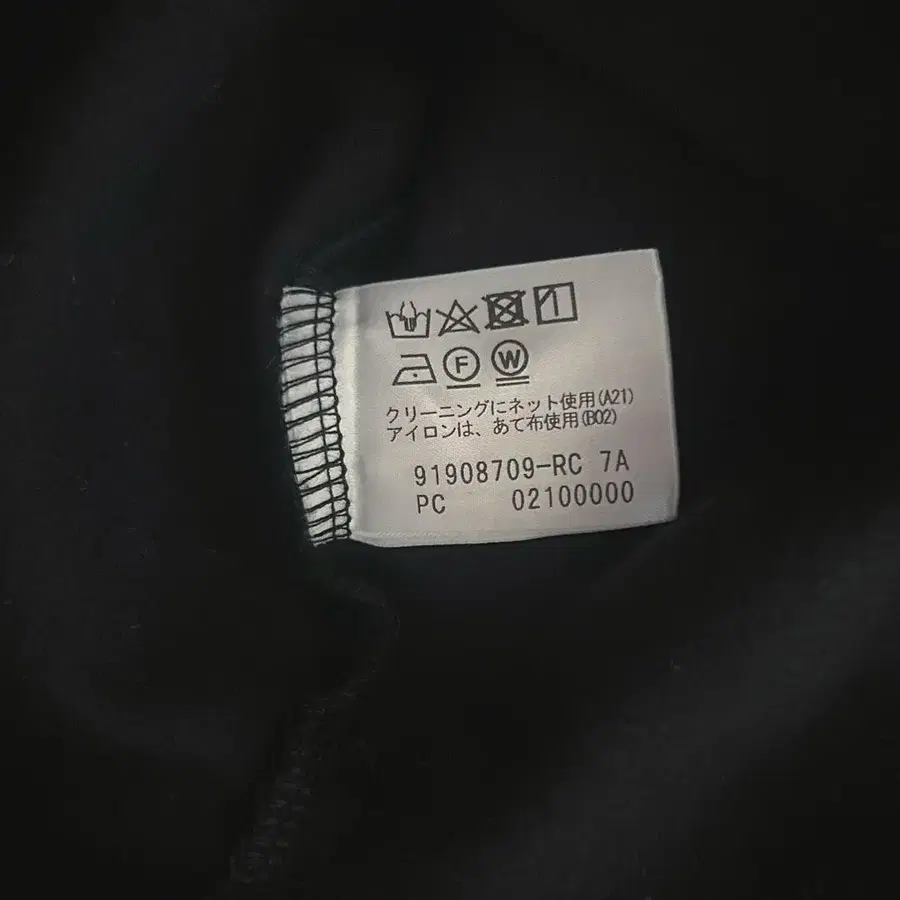 F W
クリーニングにネット使用(A21)
アイロンは、あて布使用(B02)
91908709-RC 7A
PC 02100000